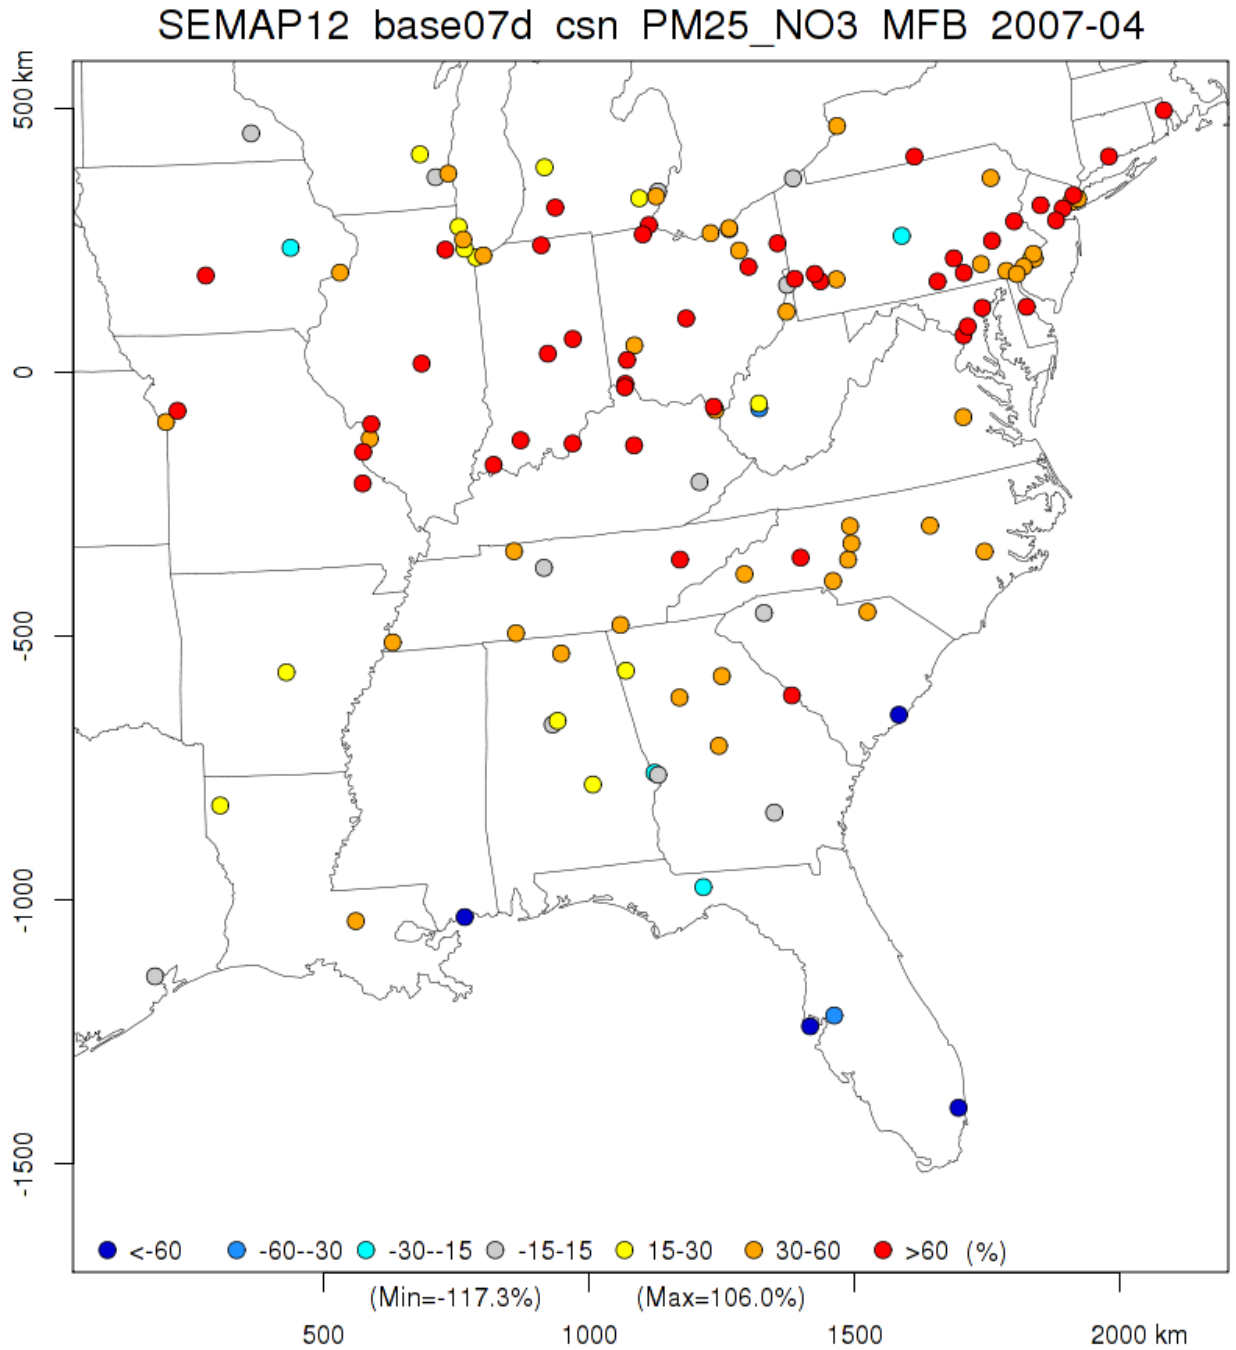 SEMAP12 base07d csn PM25_NO3 MFB 2007-04
500 km
0
-500
-1000
-1500
<-60 -60--30 -30--15 -15-15 15-30 30-60 >60 (%)
(Min=-117.3%) (Max=106.0%)
500 1000 1500 2000 km